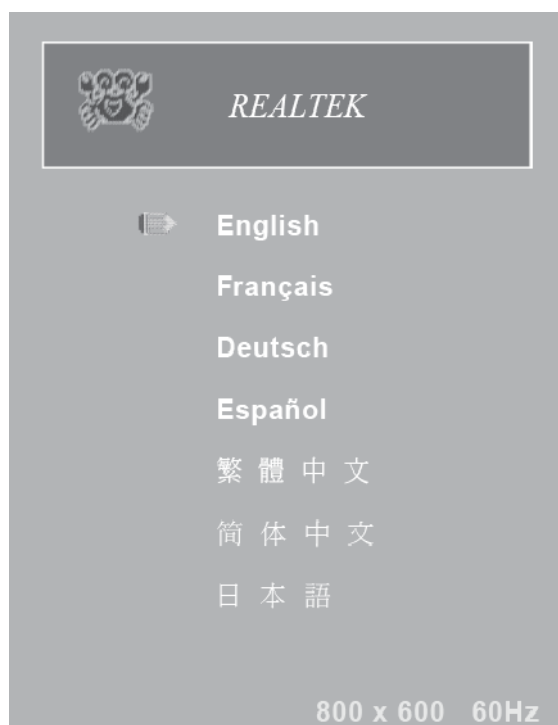 REALTEK
English
Français
Deutsch
Español
繁 體 中 文
简 体 中 文
日 本 語
800 x 600 60Hz